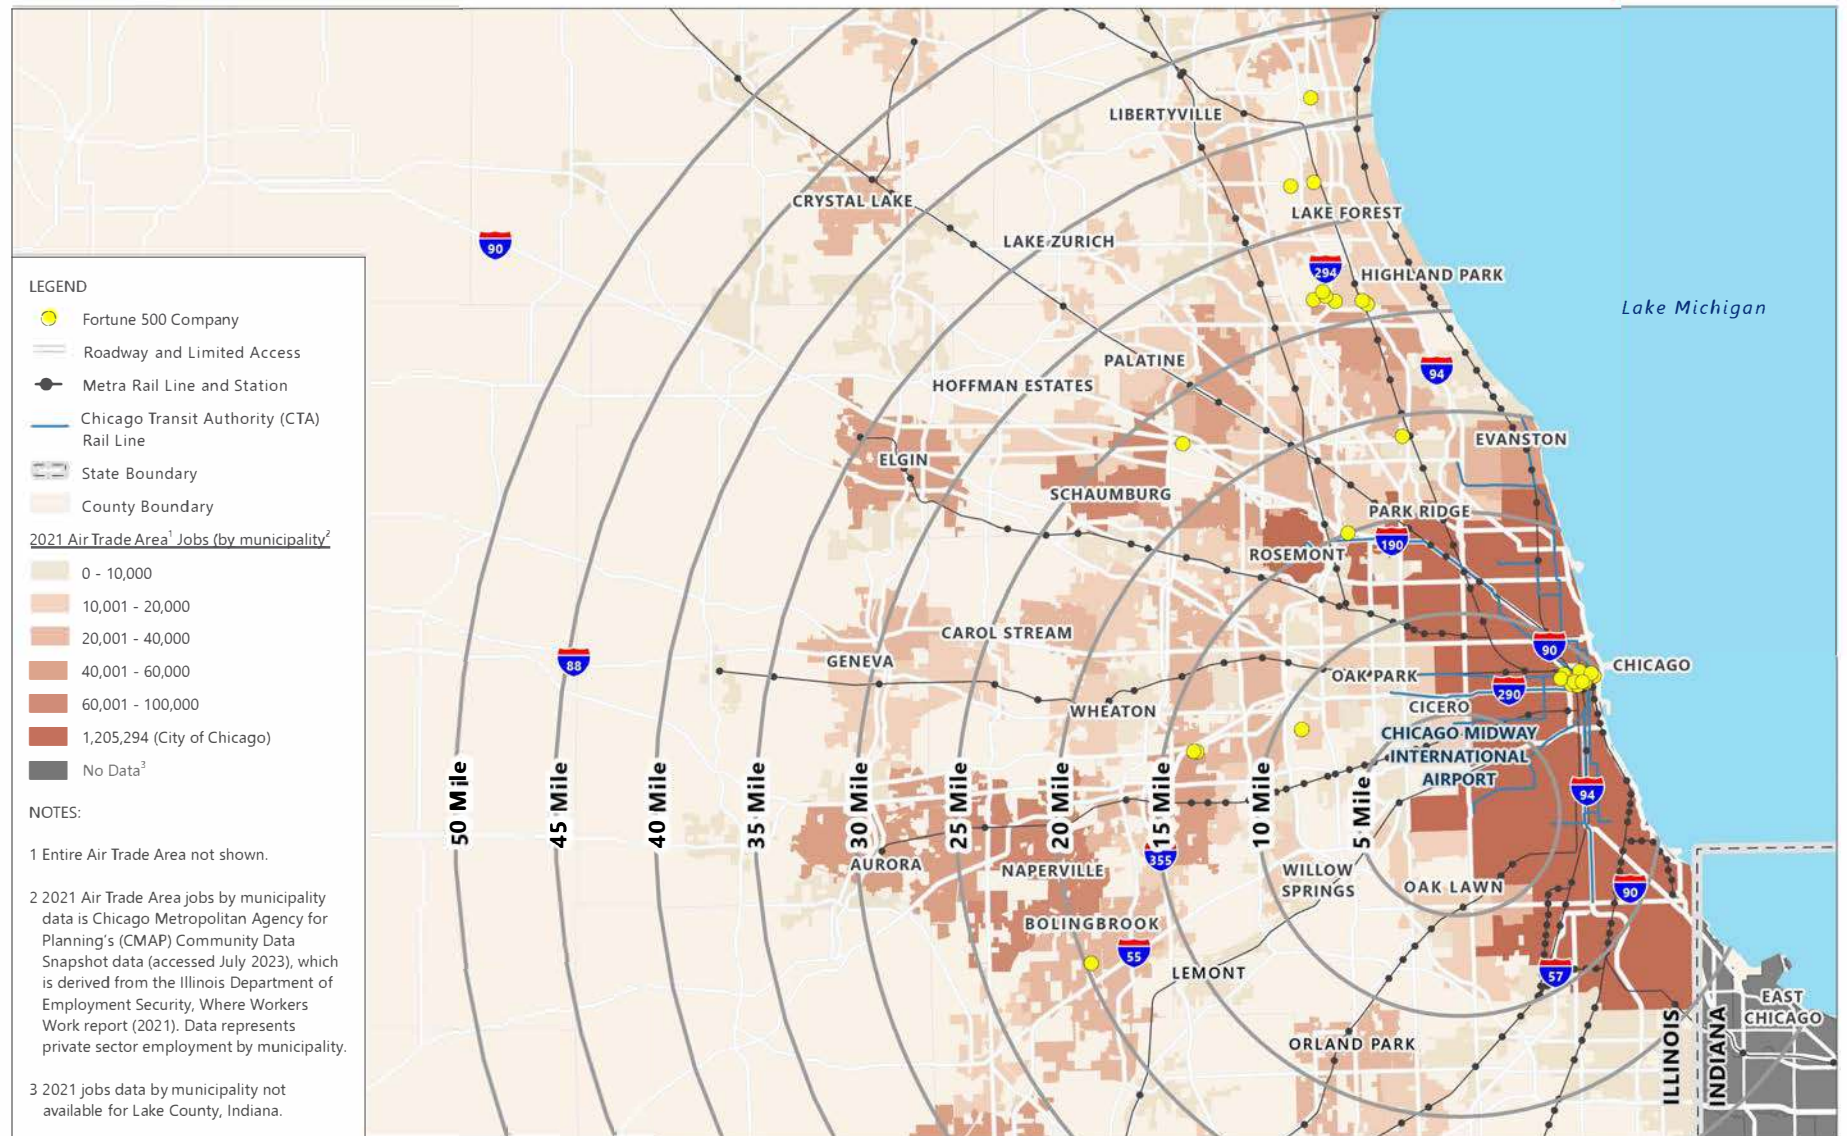 LIBERTYVILLE
CRYSTAL LAKE
LAKE FOREST
LAKE ZURICH
90
294
HIGHLAND PARK
Lake Michigan
LEGEND
Fortune 500 Company
Roadway and Limited Access
Metra Rail Line and Station
Chicago Transit Authority (CTA)
Rail Line
State Boundary
County Boundary
2021 Air Trade Area1 Jobs (by municipality2
0 - 10,000
10,001 - 20,000
20,001 - 40,000
40,001 - 60,000
60,001 - 100,000
1,205,294 (City of Chicago)
No Data3
NOTES:
1 Entire Air Trade Area not shown.
2 2021 Air Trade Area jobs by municipality
data is Chicago Metropolitan Agency for
Planning's (CMAP) Community Data
Snapshot data (accessed July 2023), which
is derived from the Illinois Department of
Employment Security, Where Workers
Work report (2021). Data represents
private sector employment by municipality.
3 2021 jobs data by municipality not
available for Lake County, Indiana.
PALATINE
94
HOFFMAN ESTATES
EVANSTON
ELGIN
SCHAUMBURG
PARK RIDGE
190
ROSEMONT
CAROL STREAM
90
GENEVA
88
CHICAGO
OAK PARK
290
WHEATON
CICERO
CHICAGO MIDWAY
INTERNATIONAL
AIRPORT
94
50 Mile
45 Mile
40 Mile
35 Mile
30 Mile
25 Mile
20 Mile
15 Mile
10 Mile
5 Mile
355
AURORA
NAPERVILLE
WILLOW
SPRINGS
OAK LAWN
90
BOLINGBROOK
55
LEMONT
57
EAST
CHICAGO
ORLAND PARK
ILLINOIS
INDIANA